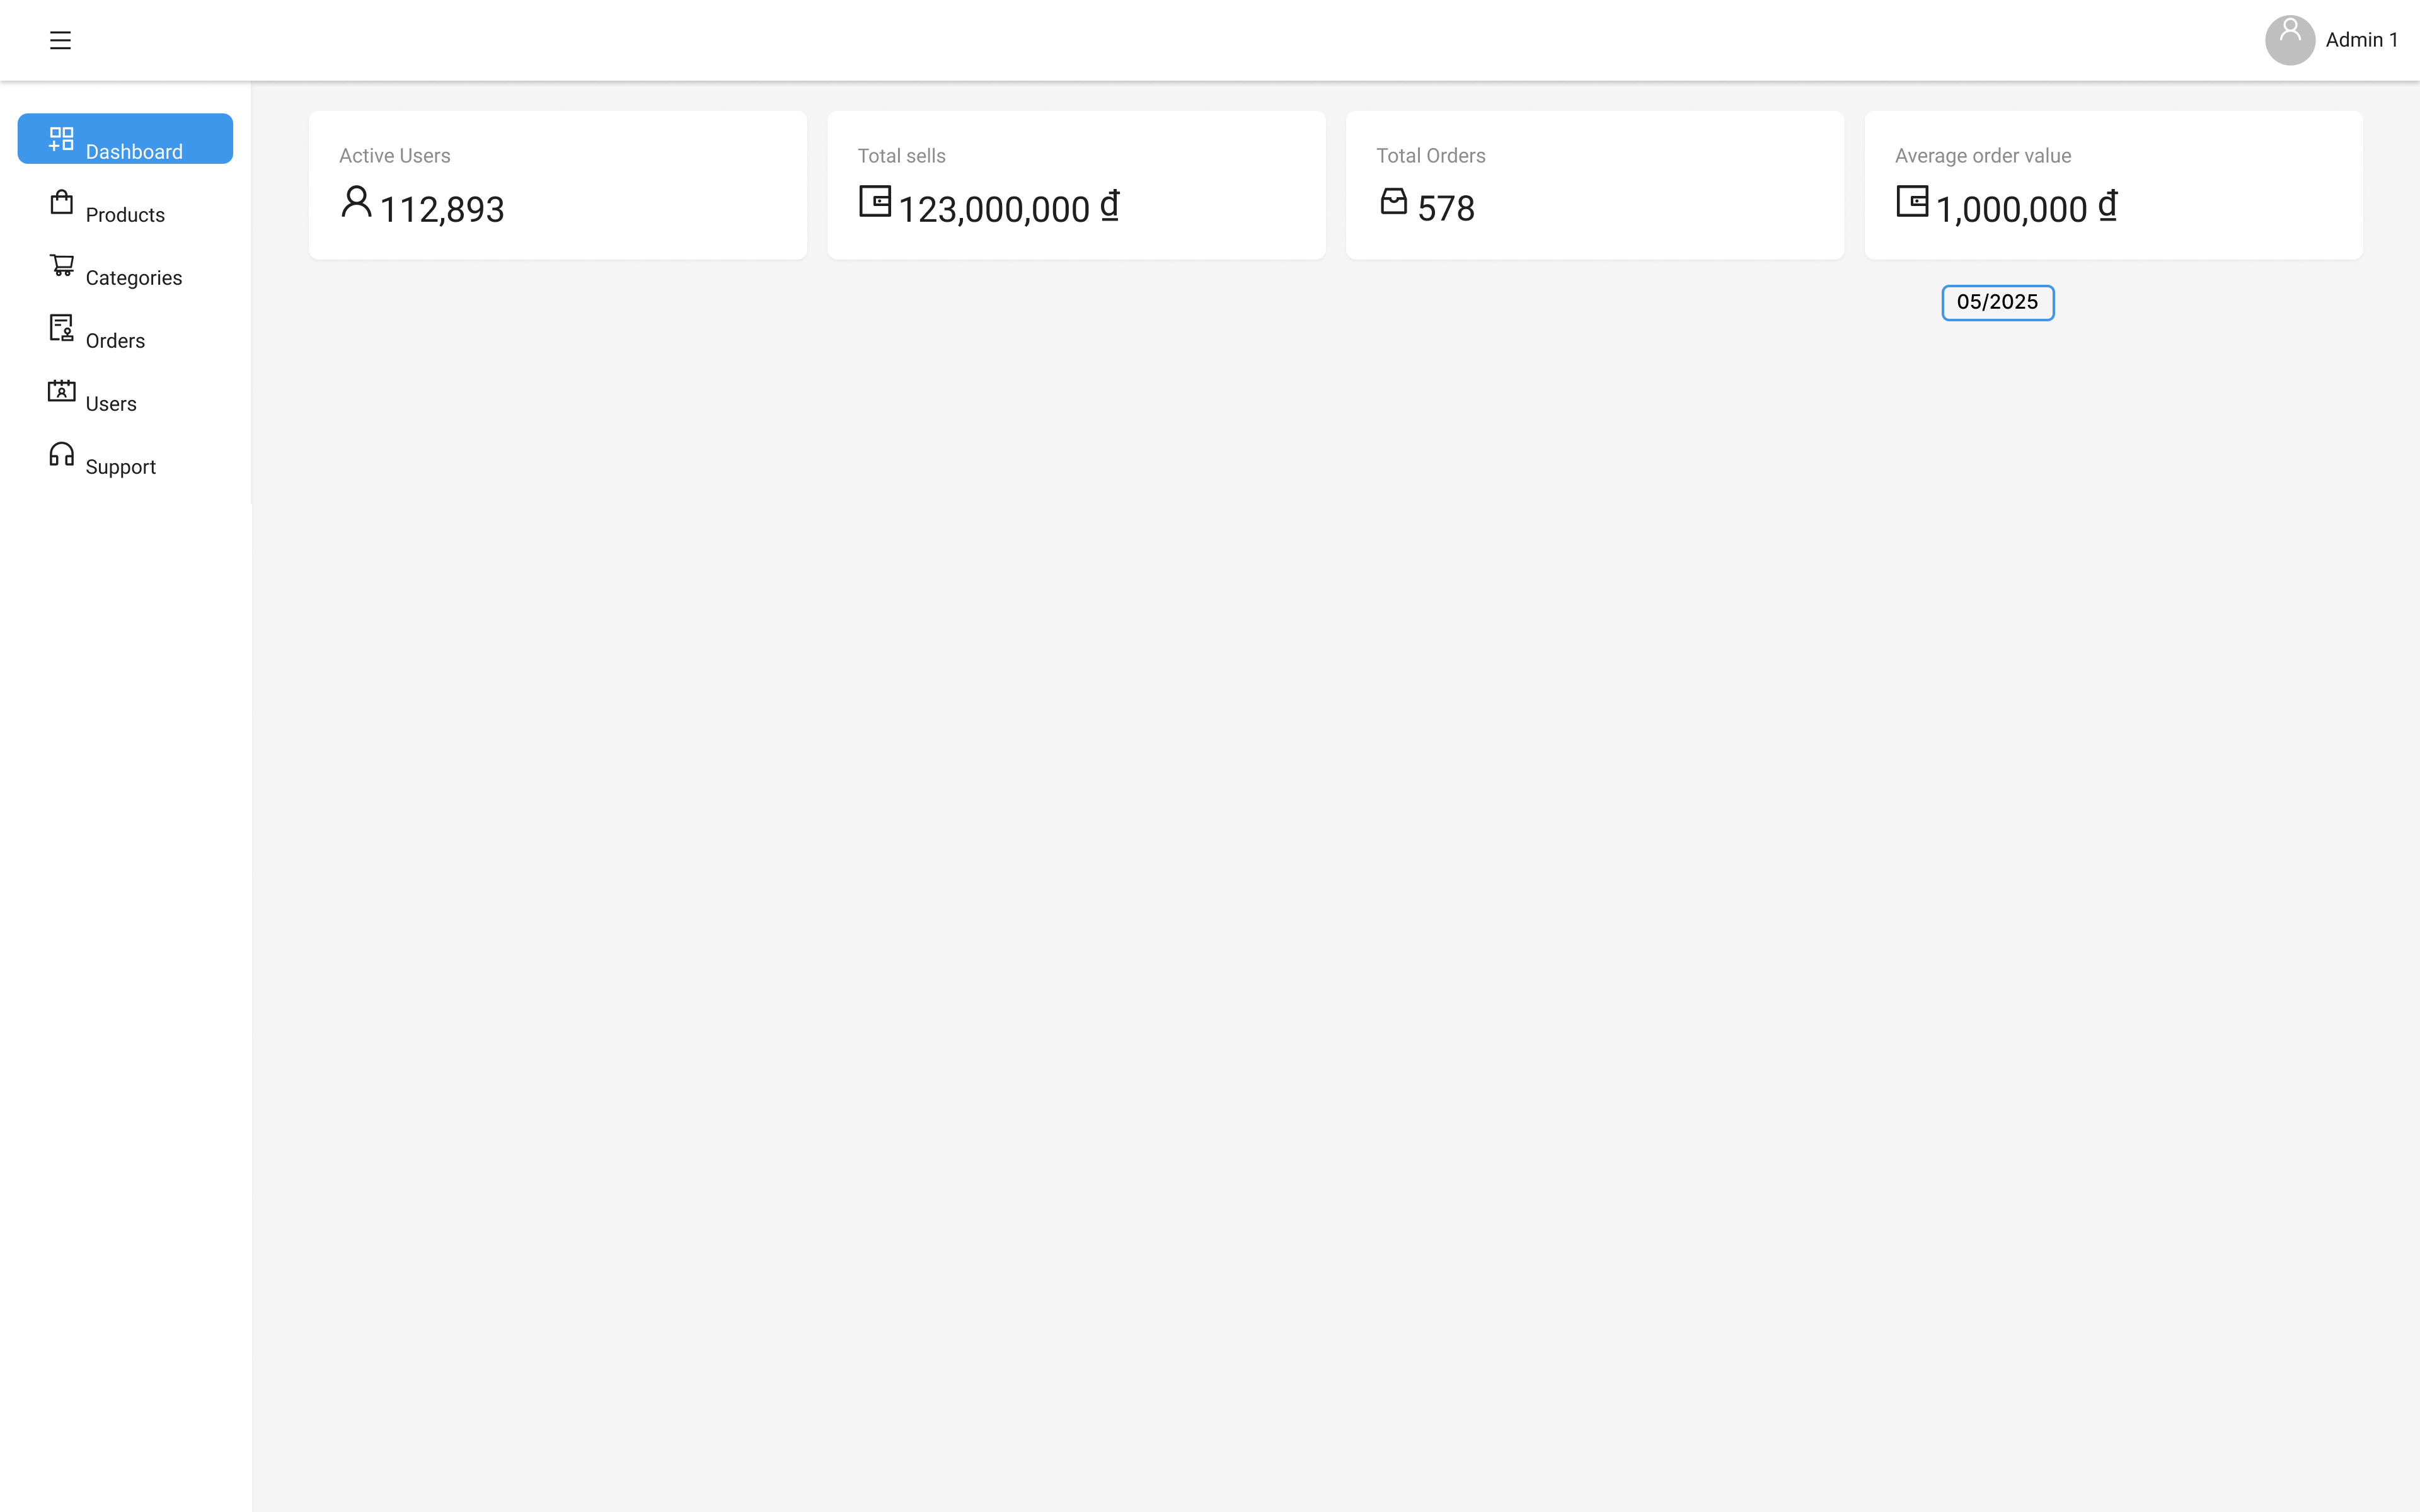 Admin 1
Dashboard
Products
Categories
Orders
Users
Support
Active Users
112,893
Total sells
123,000,000 ₫
Total Orders
578
Average order value
1,000,000 ₫
05/2025